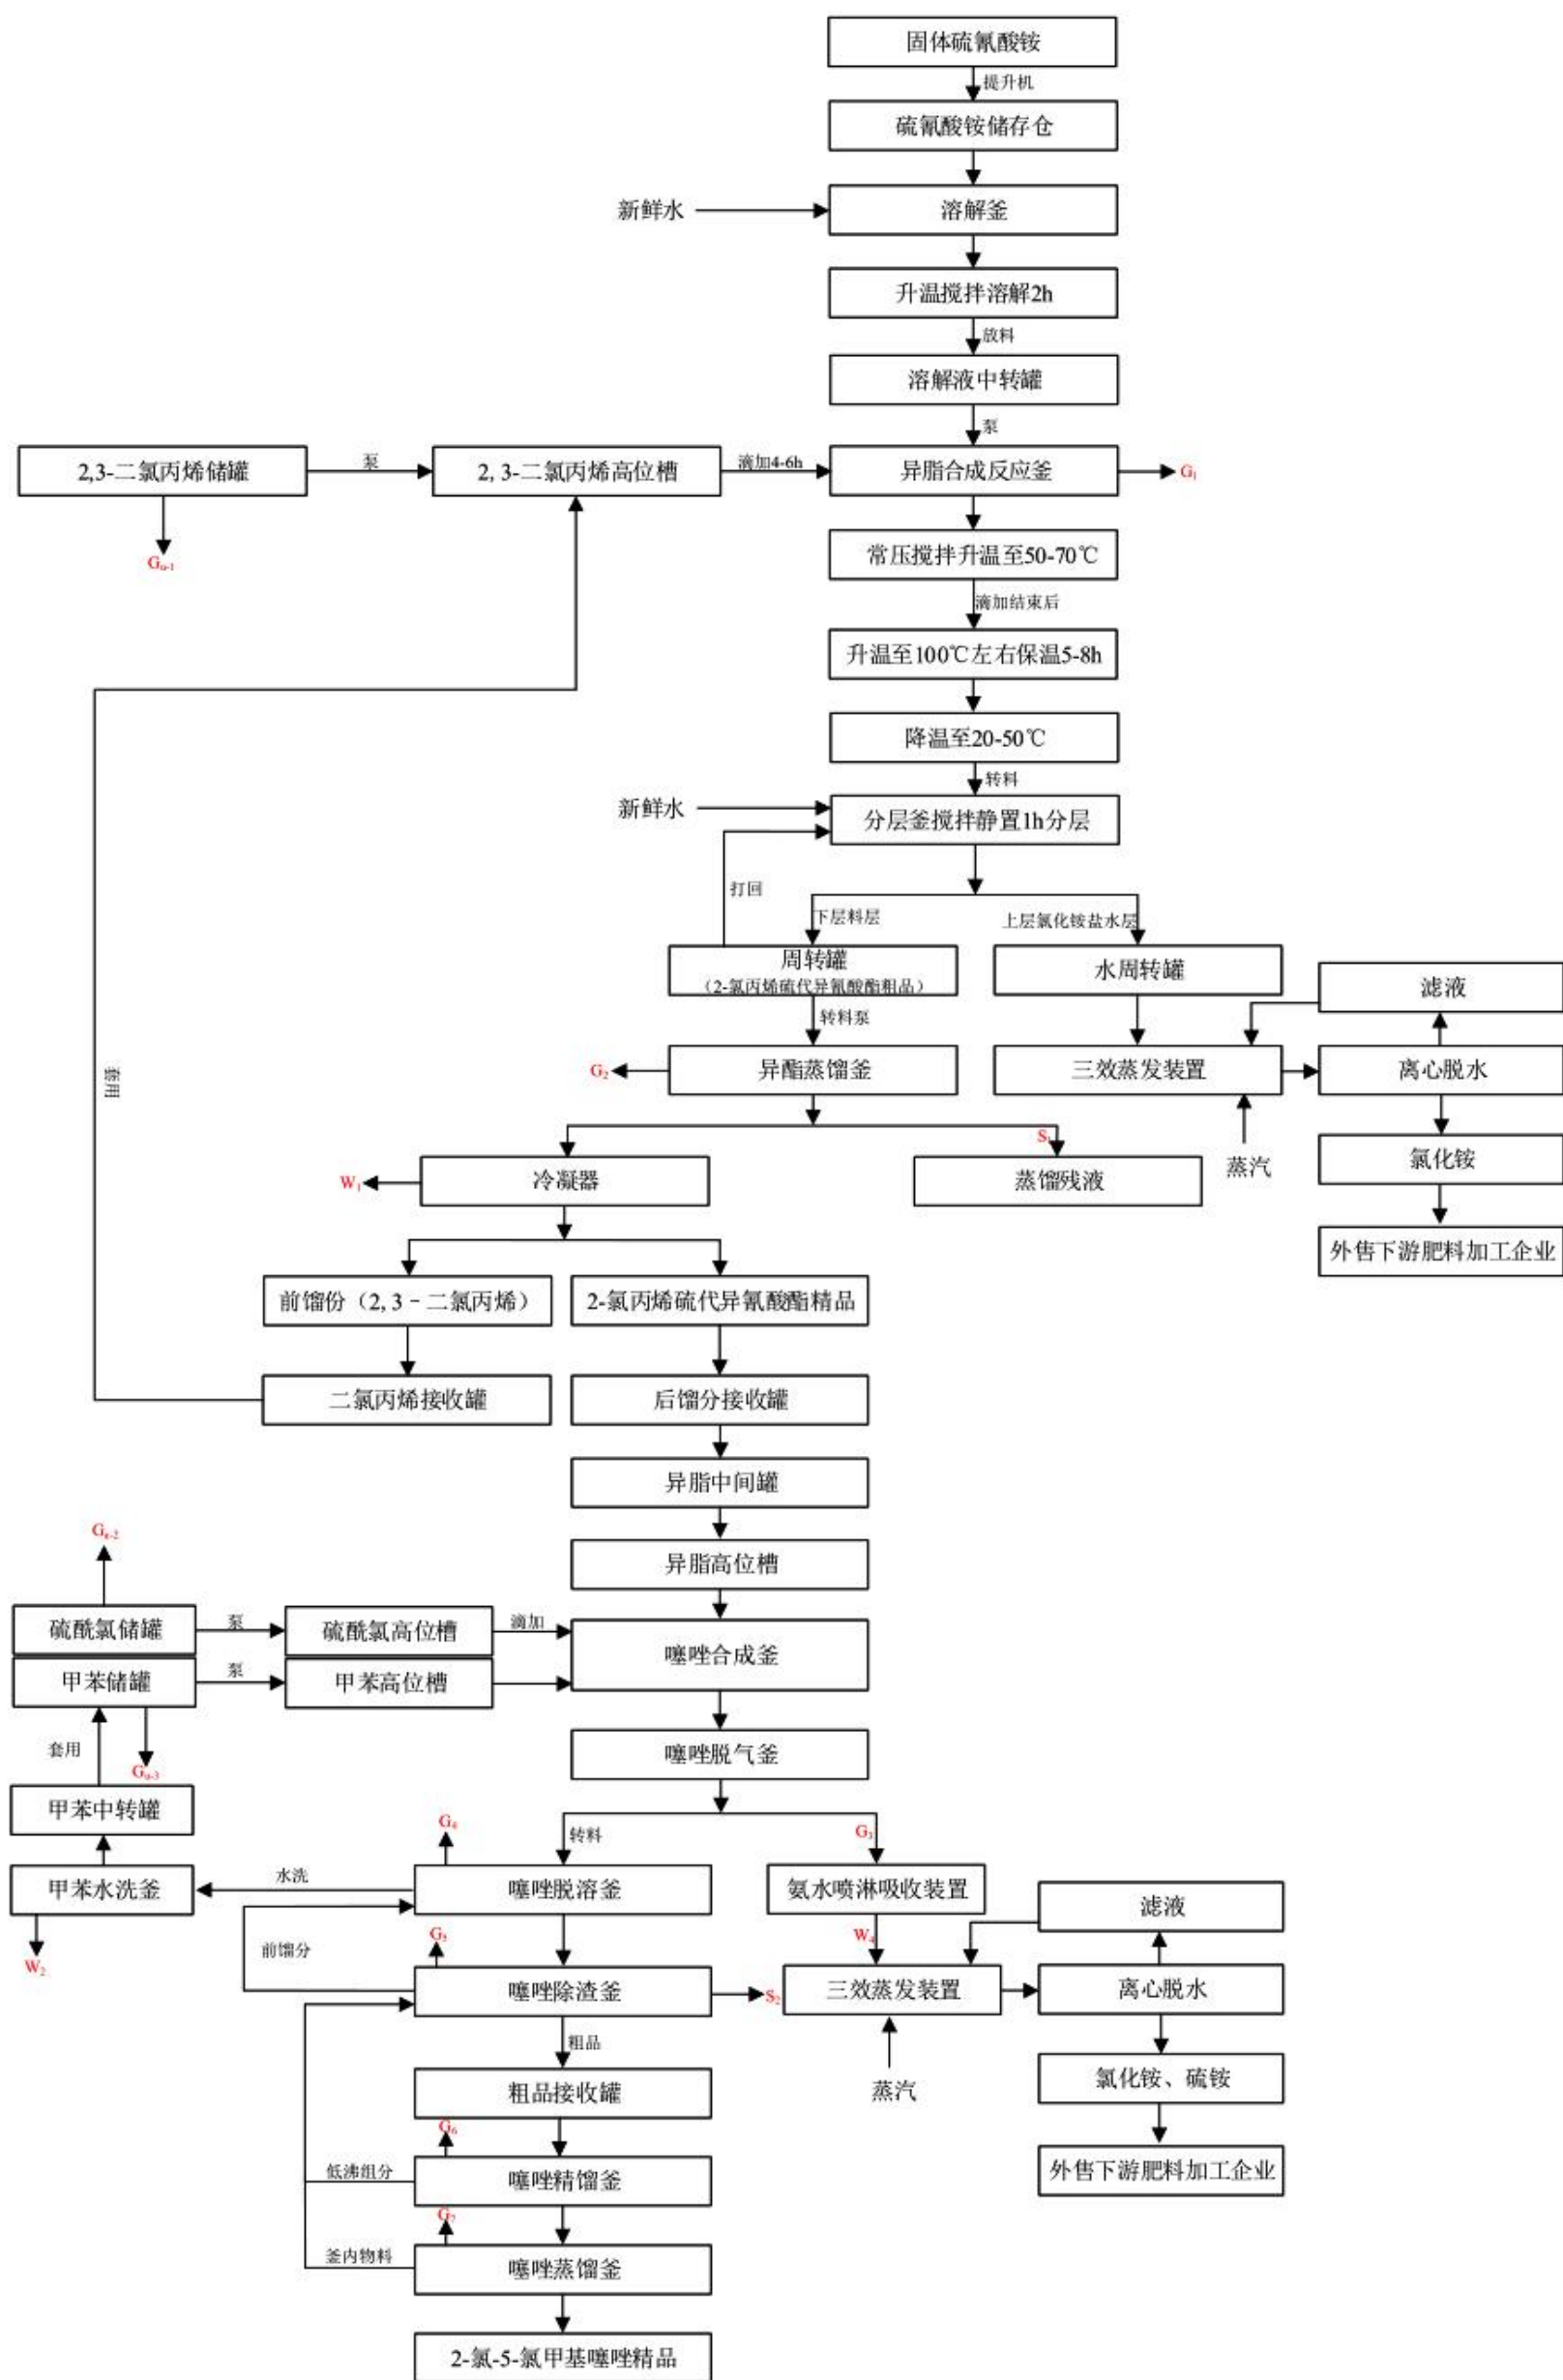 固体硫氰酸铵
提升机
硫氰酸铵储存仓
新鲜水
溶解釜
升温搅拌溶解2h
放料
溶解液中转罐
泵
2,3-二氯丙烯储罐
泵
2, 3-二氯丙烯高位槽
滴加4-6h
异脂合成反应釜
G₁
Gᵤ₋₁
常压搅拌升温至50-70℃
滴加结束后
升温至100℃左右保温5-8h
降温至20-50℃
转料
新鲜水
分层釜搅拌静置1h分层
打回
下层料层
上层氯化铵盐水层
周转罐
（2-氯丙烯硫代异氰酸酯粗品）
水周转罐
滤液
转料泵
G₂
异酯蒸馏釜
三效蒸发装置
离心脱水
套用
S₁
蒸汽
W₁
冷凝器
蒸馏残液
氯化铵
外售下游肥料加工企业
前馏份（2, 3－二氯丙烯）
2-氯丙烯硫代异氰酸酯精品
二氯丙烯接收罐
后馏分接收罐
异脂中间罐
Gᵤ₋₂
异脂高位槽
硫酰氯储罐
泵
硫酰氯高位槽
滴加
噻唑合成釜
甲苯储罐
泵
甲苯高位槽
套用
Gᵤ₋₃
噻唑脱气釜
甲苯中转罐
G₄
转料
G₃
甲苯水洗釜
水洗
噻唑脱溶釜
氨水喷淋吸收装置
滤液
W₂
前馏分
G₅
W₄
噻唑除渣釜
S₂
三效蒸发装置
离心脱水
粗品
粗品接收罐
蒸汽
氯化铵、硫铵
G₆
低沸组分
噻唑精馏釜
外售下游肥料加工企业
G₇
釜内物料
噻唑蒸馏釜
2-氯-5-氯甲基噻唑精品